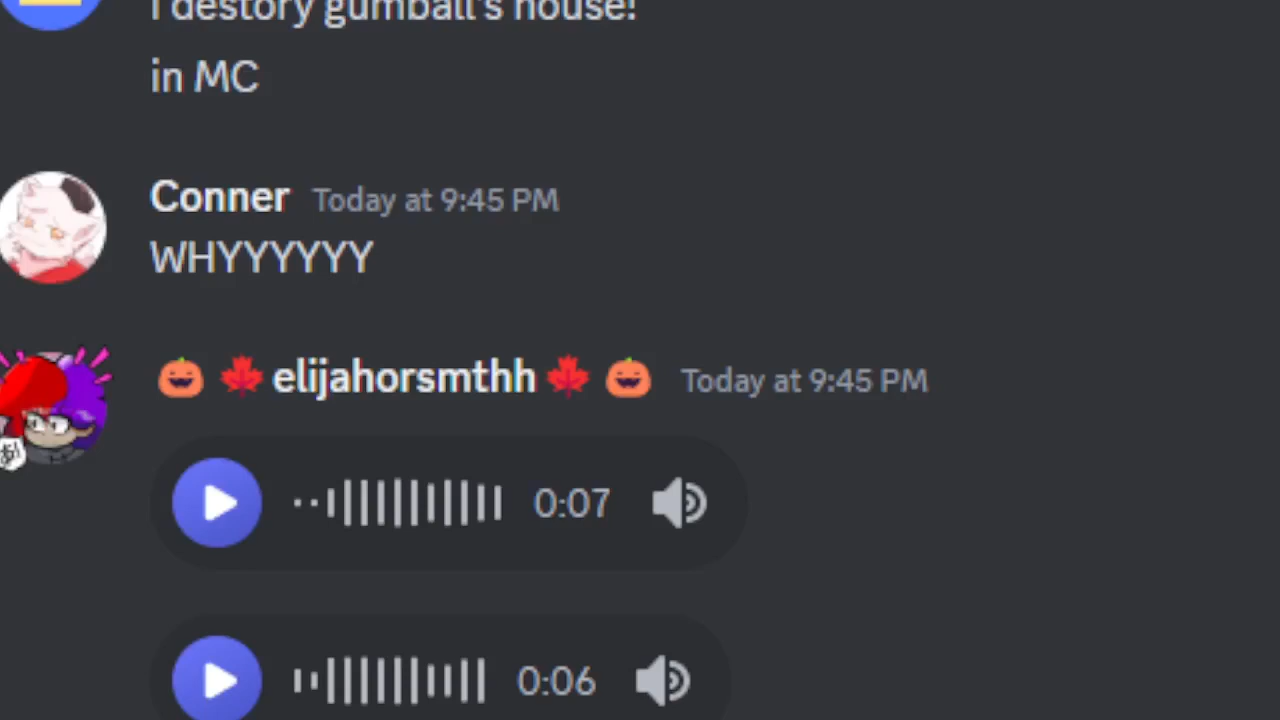 I destory gumball's house!
in MC
Conner Today at 9:45 PM
WHYYYYYY
🎃 🍁 elijahorsmthh 🍁 🎃 Today at 9:45 PM
0:07
0:06